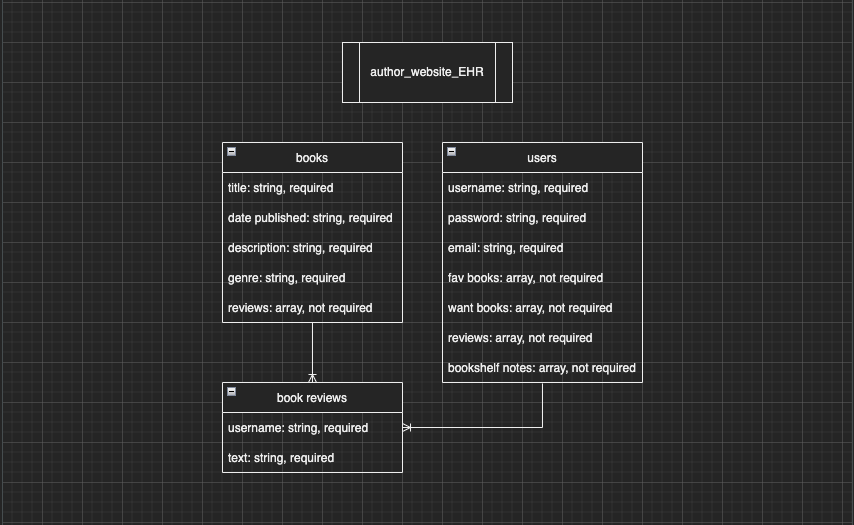 author_website_EHR
books
title: string, required
date published: string, required
description: string, required
genre: string, required
reviews: array, not required
users
username: string, required
password: string, required
email: string, required
fav books: array, not required
want books: array, not required
reviews: array, not required
bookshelf notes: array, not required
book reviews
username: string, required
text: string, required